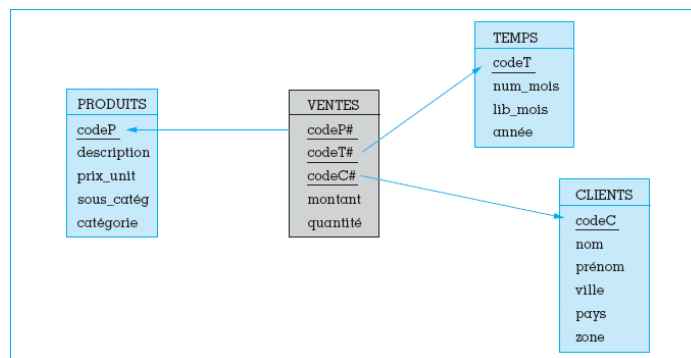 TEMPS
codeT
num_mois
lib_mois
année
PRODUITS
codeP
description
prix_unit
sous_catég
catégorie
VENTES
codeP#
codeT#
codeC#
montant
quantité
CLIENTS
codeC
nom
prénom
ville
pays
zone